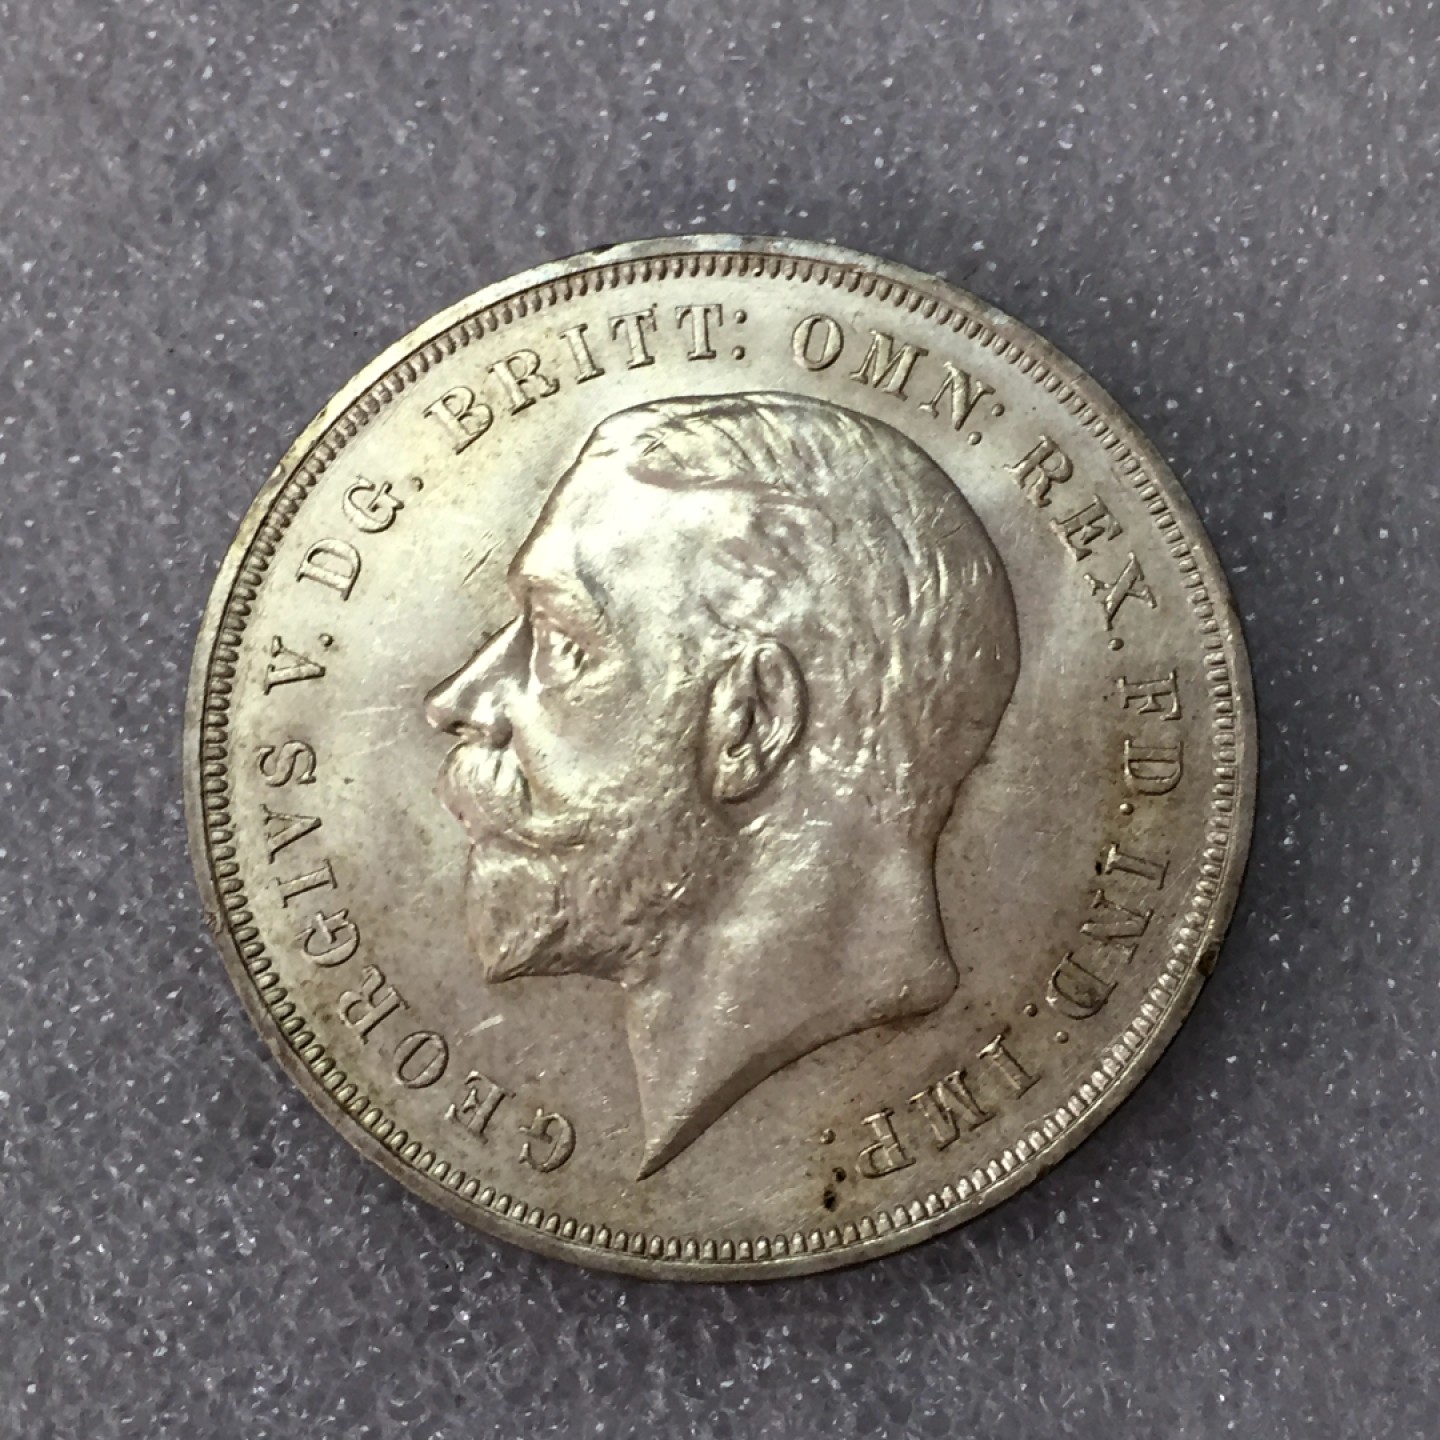 GEORGIVS V. DG. BRITT: OMN: REX. FD. IND: IMP: